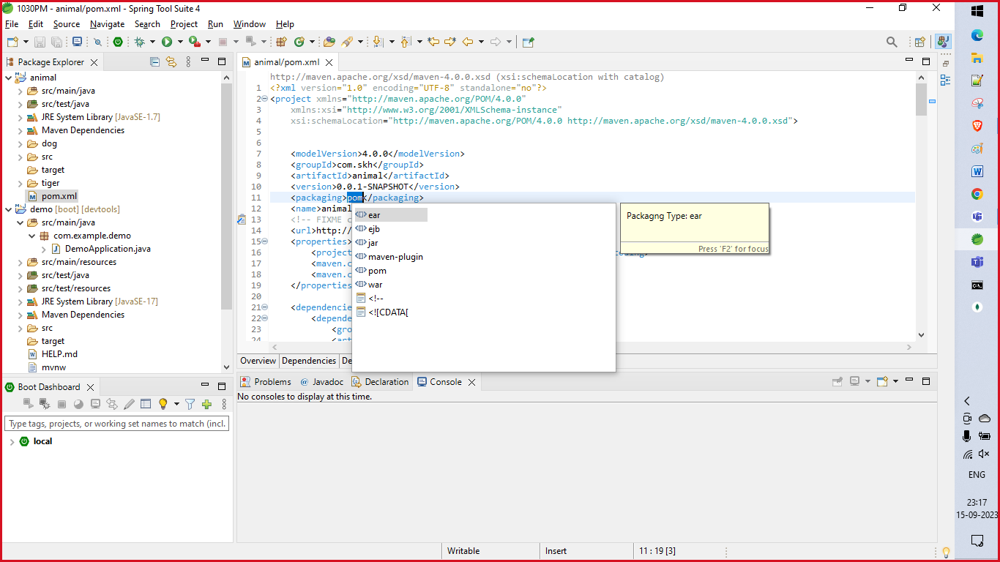 1030PM - animal/pom.xml - Spring Tool Suite 4
File Edit Source Navigate Search Project Run Window Help
Package Explorer
animal
src/main/java
src/test/java
JRE System Library [JavaSE-1.7]
Maven Dependencies
dog
src
target
tiger
pom.xml
demo [boot] [devtools]
src/main/java
com.example.demo
DemoApplication.java
src/main/resources
src/test/java
src/test/resources
JRE System Library [JavaSE-17]
Maven Dependencies
src
target
HELP.md
mvnw
Boot Dashboard
Type tags, projects, or working set names to match (incl.
local
animal/pom.xml
http://maven.apache.org/xsd/maven-4.0.0.xsd (xsi:schemaLocation with catalog)
1 <?xml version="1.0" encoding="UTF-8" standalone="no"?>
2 <project xmlns="http://maven.apache.org/POM/4.0.0"
3 xmlns:xsi="http://www.w3.org/2001/XMLSchema-instance"
4 xsi:schemaLocation="http://maven.apache.org/POM/4.0.0 http://maven.apache.org/xsd/maven-4.0.0.xsd">
5
6
7 <modelVersion>4.0.0</modelVersion>
8 <groupId>com.skh</groupId>
9 <artifactId>animal</artifactId>
10 <version>0.0.1-SNAPSHOT</version>
11 <packaging>pom</packaging>
12 <name>animal
13 <!-- FIXME c
14 <url>http://
15 <properties>
16 <project
17 <maven.c
18 <maven.c
19 </properties
20
21 <dependencie
22 <depende
23 <gro
24 <art
ear
ejb
jar
maven-plugin
pom
war
<!--
<![CDATA[
Packagng Type: ear
Press 'F2' for focus
Overview Dependencies De
Problems @ Javadoc Declaration Console
No consoles to display at this time.
Writable Insert 11 : 19 [3]
ENG
23:17
15-09-2023